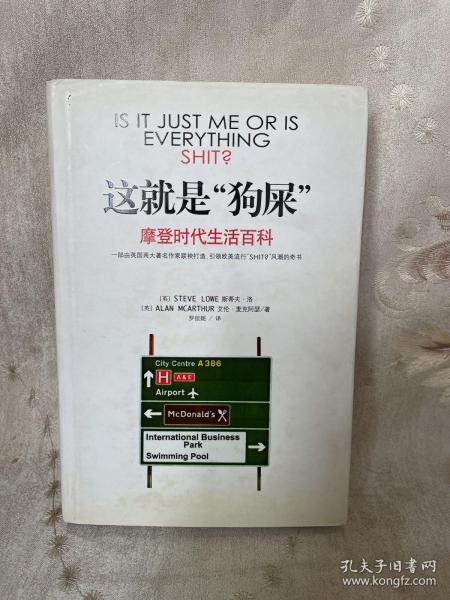 IS IT JUST ME OR IS
EVERYTHING
SHIT?
这就是“狗屎”
摩登时代生活百科
一部由英国两大著名作家联袂打造、引领欧美流行“SHIT?”风潮的奇书
[英] STEVE LOWE 斯蒂夫·洛
[英] ALAN MCARTHUR 艾伦·麦克阿瑟/著
罗佳妮 / 译
City Centre A386
H A&E
Airport
McDonald's
International Business
Park
Swimming Pool
孔夫子旧书网
www.kongfz.com